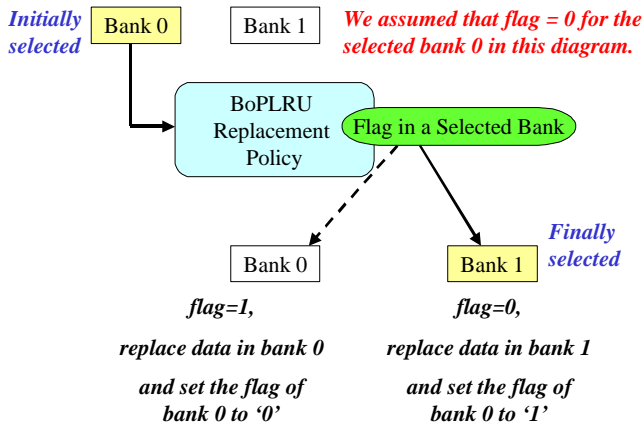 Initially
selected
Bank 0
Bank 1
We assumed that flag = 0 for the
selected bank 0 in this diagram.
BoPLRU
Replacement
Policy
Flag in a Selected Bank
Bank 0
Bank 1
Finally
selected
flag=1,
replace data in bank 0
and set the flag of
bank 0 to ‘0’
flag=0,
replace data in bank 1
and set the flag of
bank 0 to ‘1’